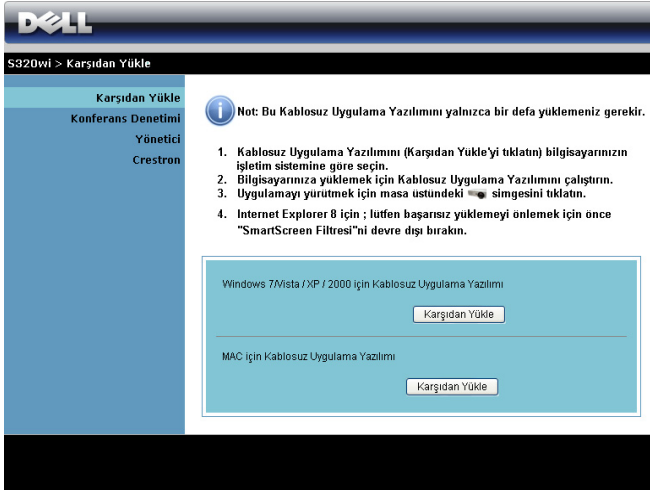 DELL
S320wi > Karşıdan Yükle
Karşıdan Yükle
Konferans Denetimi
Yönetici
Crestron
Not: Bu Kablosuz Uygulama Yazılımını yalnızca bir defa yüklemeniz gerekir.
1. Kablosuz Uygulama Yazılımını (Karşıdan Yükle'yi tıklatın) bilgisayarınızın
işletim sistemine göre seçin.
2. Bilgisayarınıza yüklemek için Kablosuz Uygulama Yazılımını çalıştırın.
3. Uygulamayı yürütmek için masa üstündeki simgesini tıklatın.
4. Internet Explorer 8 için ; lütfen başarısız yüklemeyi önlemek için önce
"SmartScreen Filtresi"ni devre dışı bırakın.
Windows 7/Vista / XP / 2000 için Kablosuz Uygulama Yazılımı
Karşıdan Yükle
MAC için Kablosuz Uygulama Yazılımı
Karşıdan Yükle